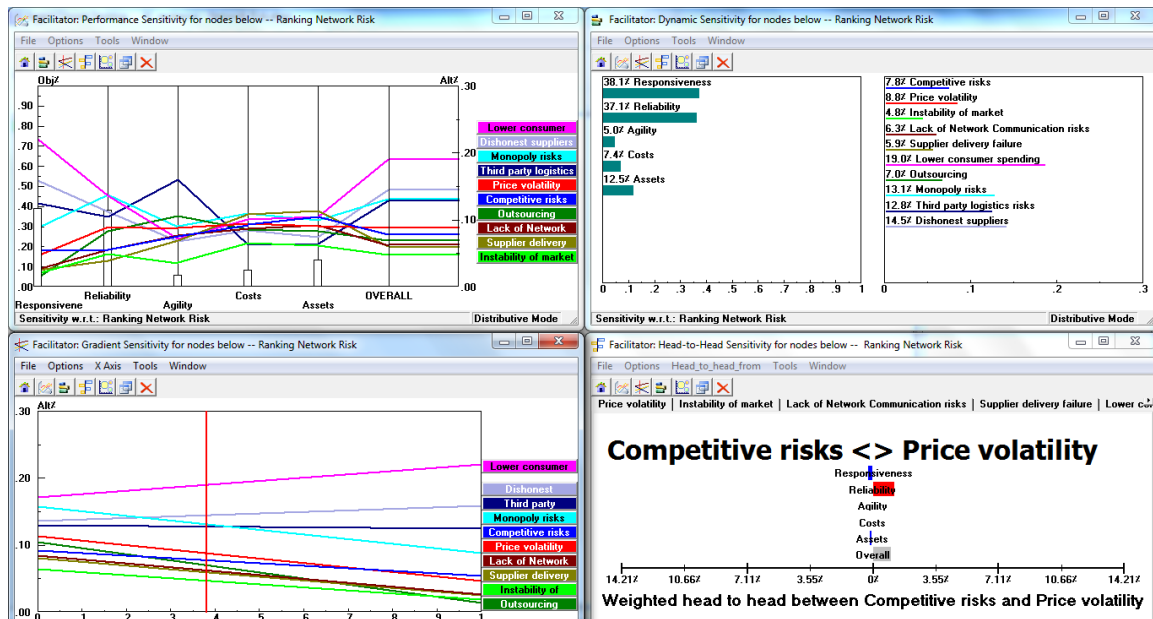 Facilitator: Performance Sensitivity for nodes below -- Ranking Network Risk
File Options Tools Window
Obj% Alt%
.90
.80
.70
.60
.50
.40
.30
.20
.10
.00
.30
.20
.10
.00
Responsivene Reliability Agility Costs Assets OVERALL
Lower consumer
Dishonest suppliers
Monopoly risks
Third party logistics
Price volatility
Competitive risks
Outsourcing
Lack of Network
Supplier delivery
Instability of market
Sensitivity w.r.t.: Ranking Network Risk Distributive Mode
Facilitator: Dynamic Sensitivity for nodes below -- Ranking Network Risk
File Options Tools Window
38.1% Responsiveness
37.1% Reliability
5.0% Agility
7.4% Costs
12.5% Assets
0 .1 .2 .3 .4 .5 .6 .7 .8 .9 1
7.8% Competitive risks
8.8% Price volatility
4.8% Instability of market
6.3% Lack of Network Communication risks
5.9% Supplier delivery failure
19.0% Lower consumer spending
7.0% Outsourcing
13.1% Monopoly risks
12.8% Third party logistics risks
14.5% Dishonest suppliers
0 .1 .2 .3
Sensitivity w.r.t.: Ranking Network Risk Distributive Mode
Facilitator: Gradient Sensitivity for nodes below -- Ranking Network Risk
File Options X Axis Tools Window
Alt%
.30
.20
.10
.00
0 .1 .2 .3 .4 .5 .6 .7 .8 .9 1
Lower consumer
Dishonest
Third party
Monopoly risks
Competitive risks
Price volatility
Lack of Network
Supplier delivery
Instability of
Outsourcing
Facilitator: Head-to-Head Sensitivity for nodes below -- Ranking Network Risk
File Options Head_to_head_from Tools Window
Price volatility | Instability of market | Lack of Network Communication risks | Supplier delivery failure | Lower
Competitive risks <> Price volatility
Responsiveness
Reliability
Agility
Costs
Assets
Overall
14.21% 10.66% 7.11% 3.55% 0% 3.55% 7.11% 10.66% 14.21%
Weighted head to head between Competitive risks and Price volatility